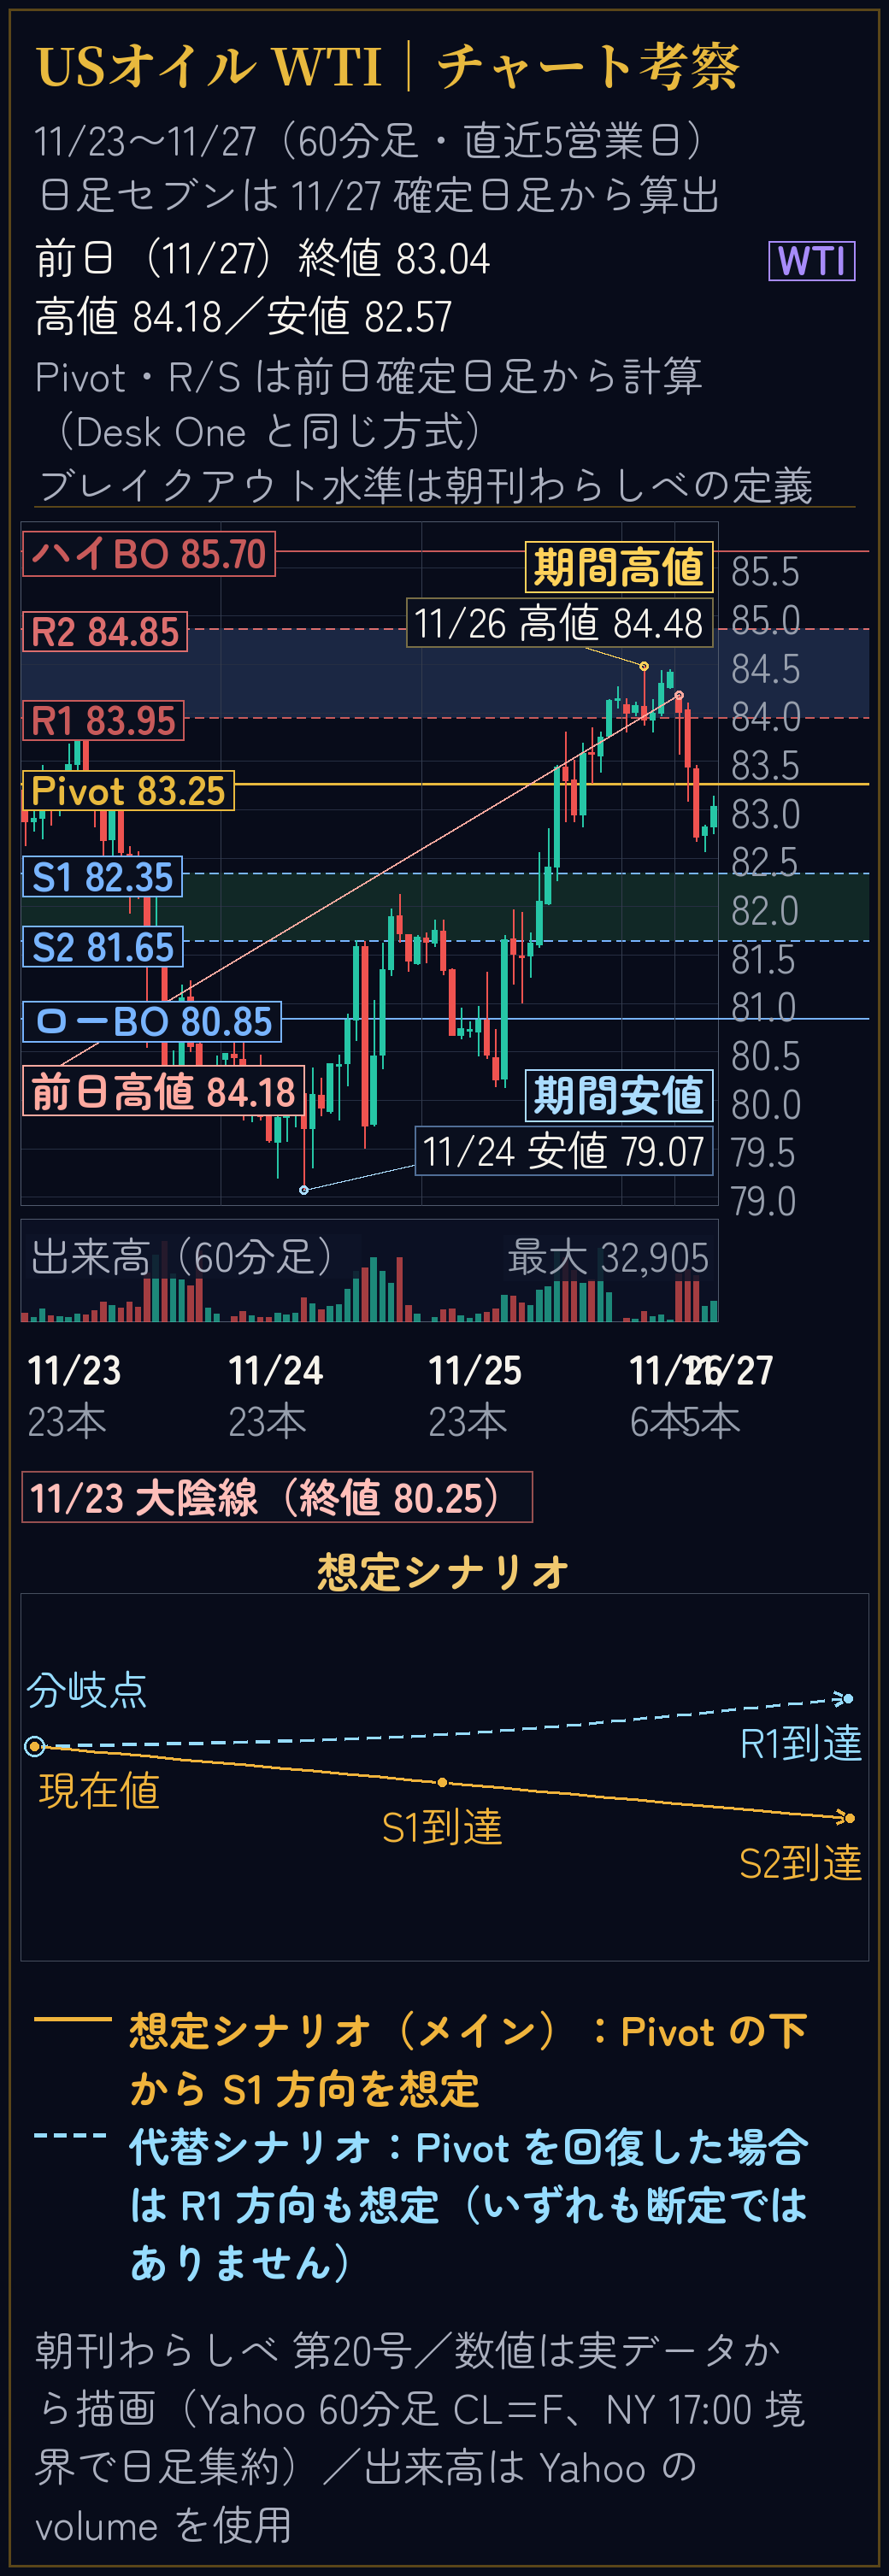 USオイル WTI｜チャート考察
11/23〜11/27（60分足・直近5営業日）
日足セブンは 11/27 確定日足から算出
前日（11/27）終値 83.04
WTI
高値 84.18／安値 82.57
Pivot・R/S は前日確定日足から計算
（Desk One と同じ方式）
ブレイクアウト水準は朝刊わらしべの定義
ハイBO 85.70
期間高値
11/26 高値 84.48
R2 84.85
R1 83.95
Pivot 83.25
S1 82.35
S2 81.65
ローBO 80.85
前日高値 84.18
期間安値
11/24 安値 79.07
85.5
85.0
84.5
84.0
83.5
83.0
82.5
82.0
81.5
81.0
80.5
80.0
79.5
79.0
出来高（60分足）
最大 32,905
11/23
11/24
11/25
11/26
11/27
23本
23本
23本
6本
5本
11/23 大陰線（終値 80.25）
想定シナリオ
分岐点
現在値
R1到達
S1到達
S2到達
想定シナリオ（メイン）：Pivot の下
から S1 方向を想定
代替シナリオ：Pivot を回復した場合
は R1 方向も想定（いずれも断定では
ありません）
朝刊わらしべ 第20号／数値は実データか
ら描画（Yahoo 60分足 CL=F、NY 17:00 境
界で日足集約）／出来高は Yahoo の
volume を使用